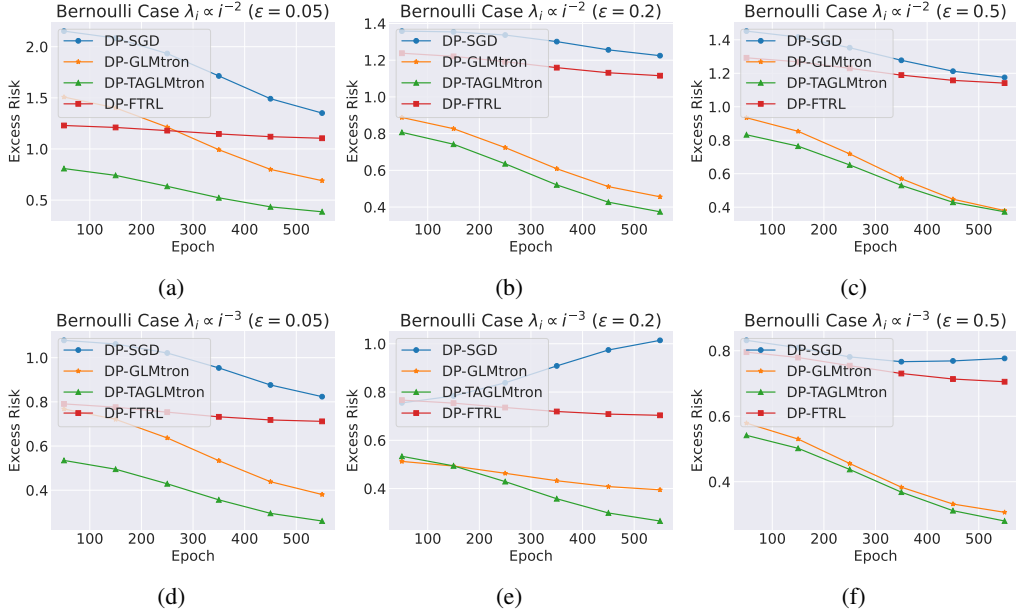 Bernoulli Case λᵢ ∝ i⁻² (ε = 0.05)
Excess Risk
2.0
1.5
1.0
0.5
DP-SGD
DP-GLMtron
DP-TAGLMtron
DP-FTRL
100 200 300 400 500
Epoch
(a)
Bernoulli Case λᵢ ∝ i⁻² (ε = 0.2)
Excess Risk
1.4
1.2
1.0
0.8
0.6
0.4
DP-SGD
DP-GLMtron
DP-TAGLMtron
DP-FTRL
100 200 300 400 500
Epoch
(b)
Bernoulli Case λᵢ ∝ i⁻² (ε = 0.5)
Excess Risk
1.4
1.2
1.0
0.8
0.6
0.4
DP-SGD
DP-GLMtron
DP-TAGLMtron
DP-FTRL
100 200 300 400 500
Epoch
(c)
Bernoulli Case λᵢ ∝ i⁻³ (ε = 0.05)
Excess Risk
1.0
0.8
0.6
0.4
DP-SGD
DP-GLMtron
DP-TAGLMtron
DP-FTRL
100 200 300 400 500
Epoch
(d)
Bernoulli Case λᵢ ∝ i⁻³ (ε = 0.2)
Excess Risk
1.0
0.8
0.6
0.4
DP-SGD
DP-GLMtron
DP-TAGLMtron
DP-FTRL
100 200 300 400 500
Epoch
(e)
Bernoulli Case λᵢ ∝ i⁻³ (ε = 0.5)
Excess Risk
0.8
0.6
0.4
DP-SGD
DP-GLMtron
DP-TAGLMtron
DP-FTRL
100 200 300 400 500
Epoch
(f)